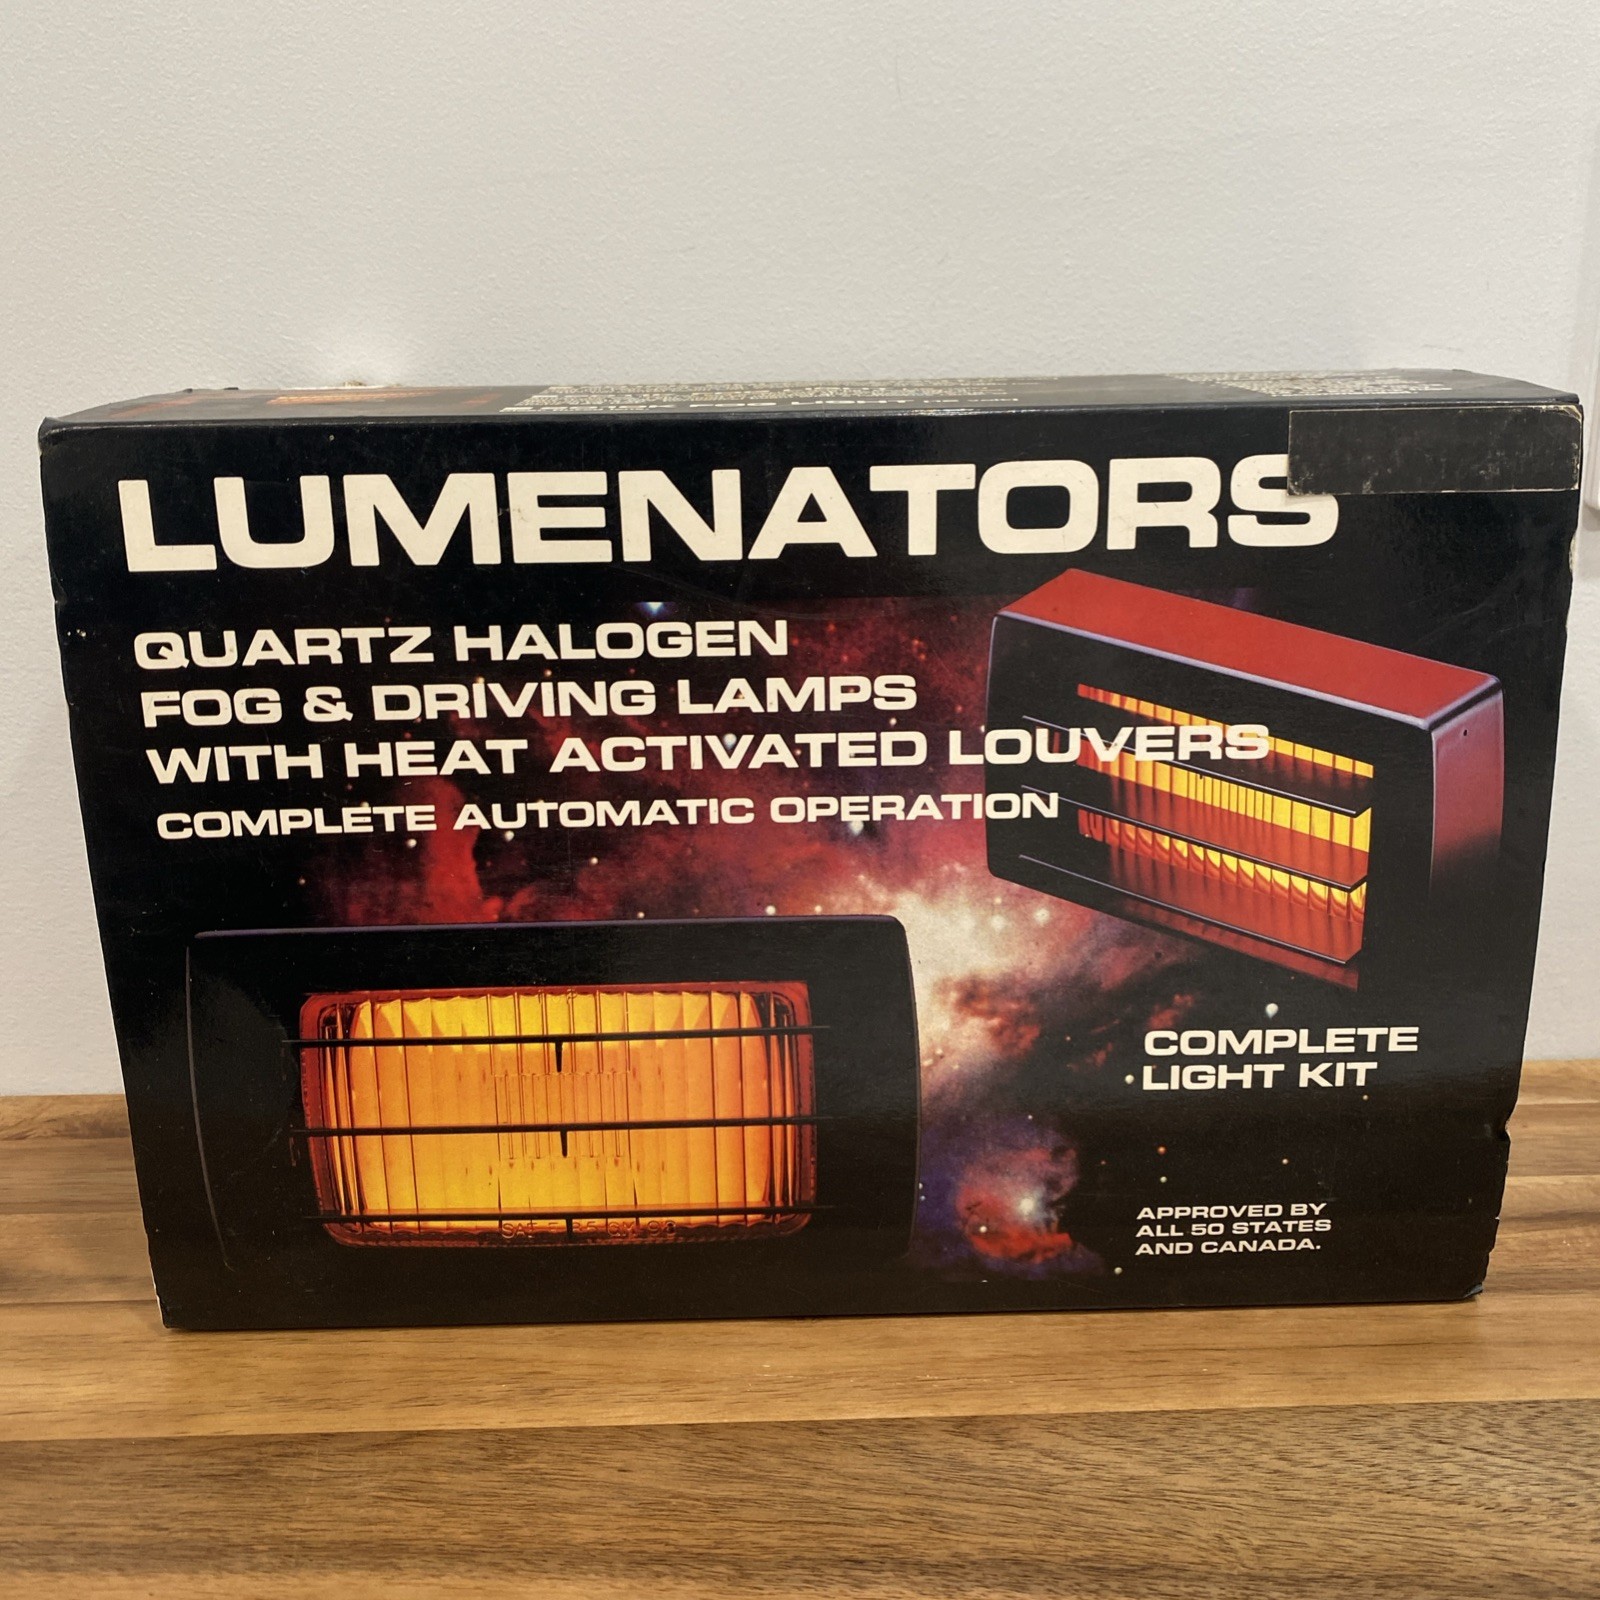 LUMENATORS
QUARTZ HALOGEN
FOG & DRIVING LAMPS
WITH HEAT ACTIVATED LOUVERS
COMPLETE AUTOMATIC OPERATION
COMPLETE
LIGHT KIT
APPROVED BY
ALL 50 STATES
AND CANADA.